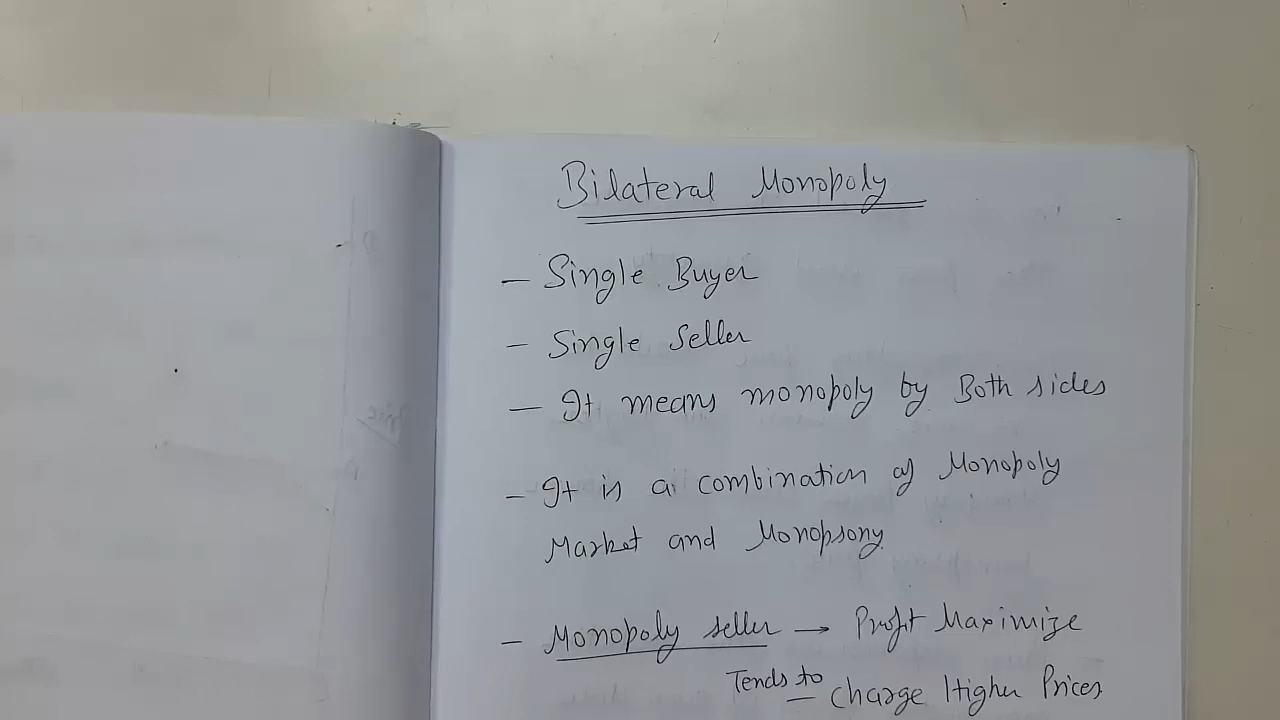 Bilateral Monopoly
- Single Buyer
- Single Seller
- It means monopoly by Both sides
- It is a combination of Monopoly
Market and Monopsony
- Monopoly seller → Profit Maximize
Tends to
- charge Higher Prices